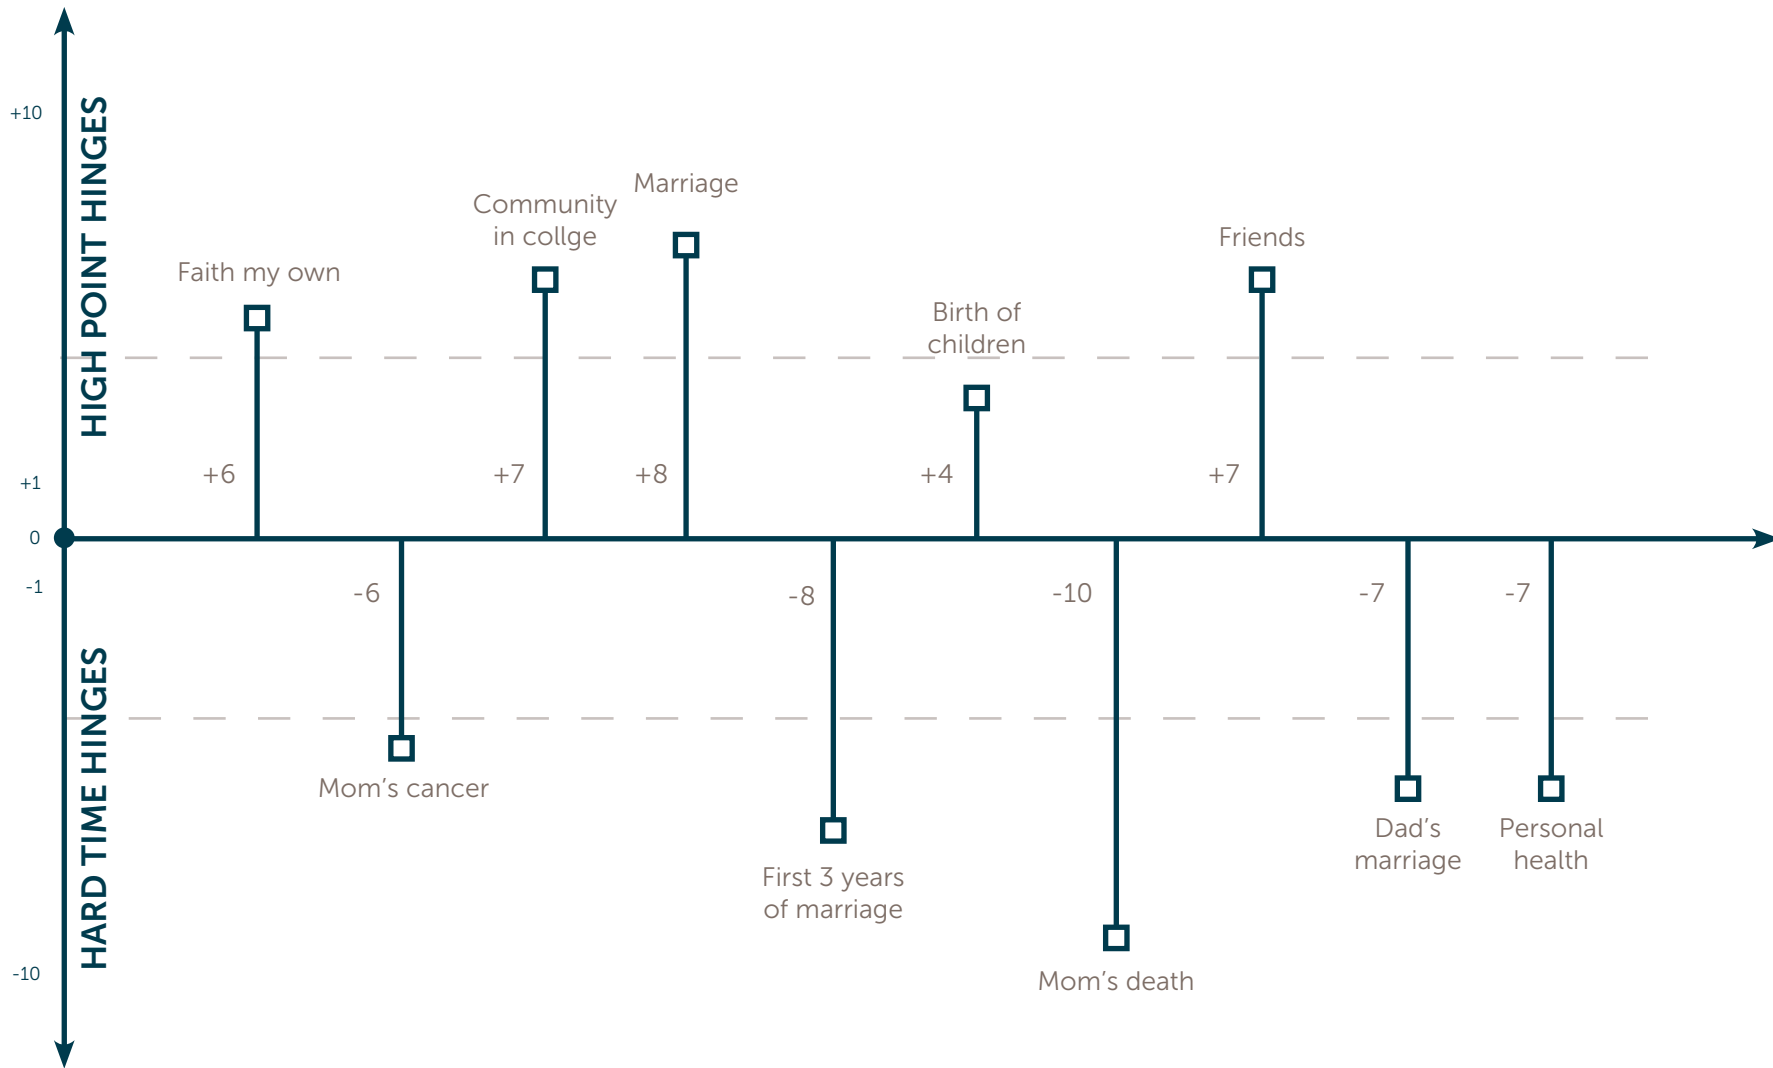 +10
HIGH POINT HINGES
Marriage
Community
in collge
Friends
Faith my own
Birth of
children
+6
+7
+8
+4
+7
+1
0
-1
-6
-8
-10
-7
-7
HARD TIME HINGES
Mom’s cancer
Dad’s
marriage
Personal
health
First 3 years
of marriage
-10
Mom’s death